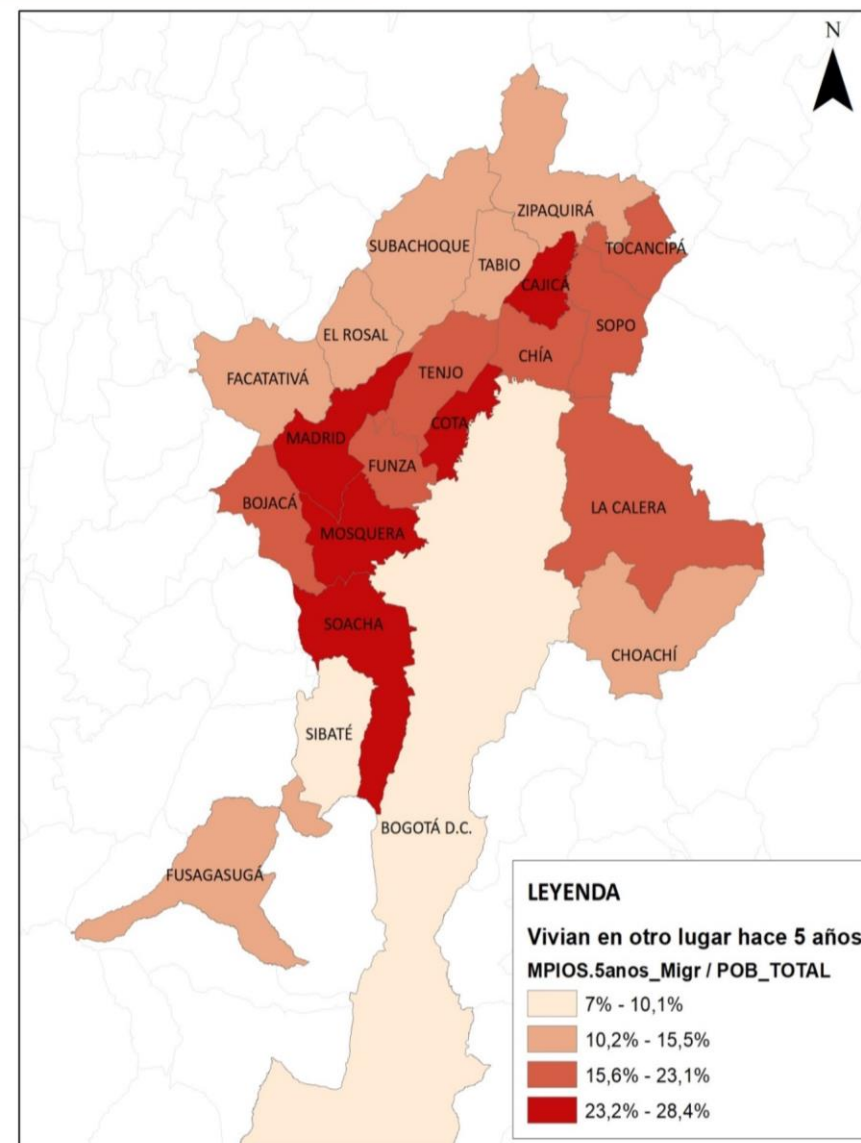 N
ZIPAQUIRÁ
SUBACHOQUE
TOCANCIPÁ
TABIO
CAJICÁ
SOPO
EL ROSAL
CHÍA
TENJO
FACATATIVÁ
COTA
MADRID
FUNZA
BOJACÁ
LA CALERA
MOSQUERA
SOACHA
CHOACHÍ
SIBATÉ
BOGOTÁ D.C.
FUSAGASUGÁ
LEYENDA
Vivian en otro lugar hace 5 años
MPIOS.5anos_Migr / POB_TOTAL
7% - 10,1%
10,2% - 15,5%
15,6% - 23,1%
23,2% - 28,4%